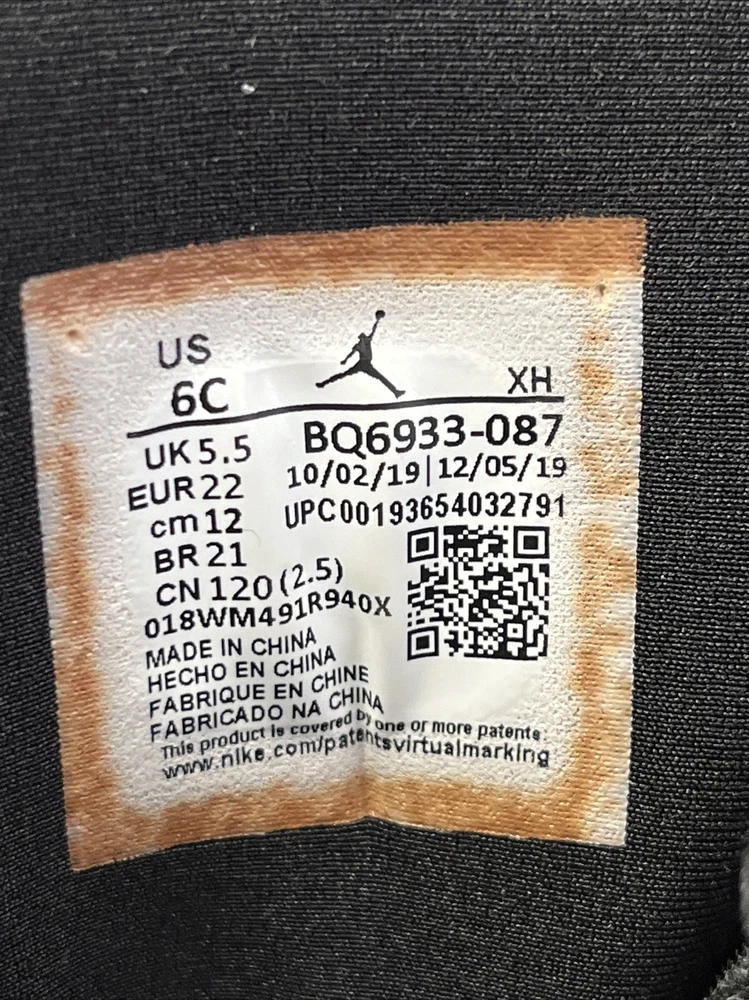 US
6C
XH
UK 5.5
BQ6933-087
EUR 22
10/02/19|12/05/19
cm 12
UPC00193654032791
BR 21
CN 120 (2.5)
018WM491R940X
MADE IN CHINA
HECHO EN CHINA
FABRIQUE EN CHINE
FABRICADO NA CHINA
This product is covered by one or more patents:
www.nike.com/patentsvirtualmarking